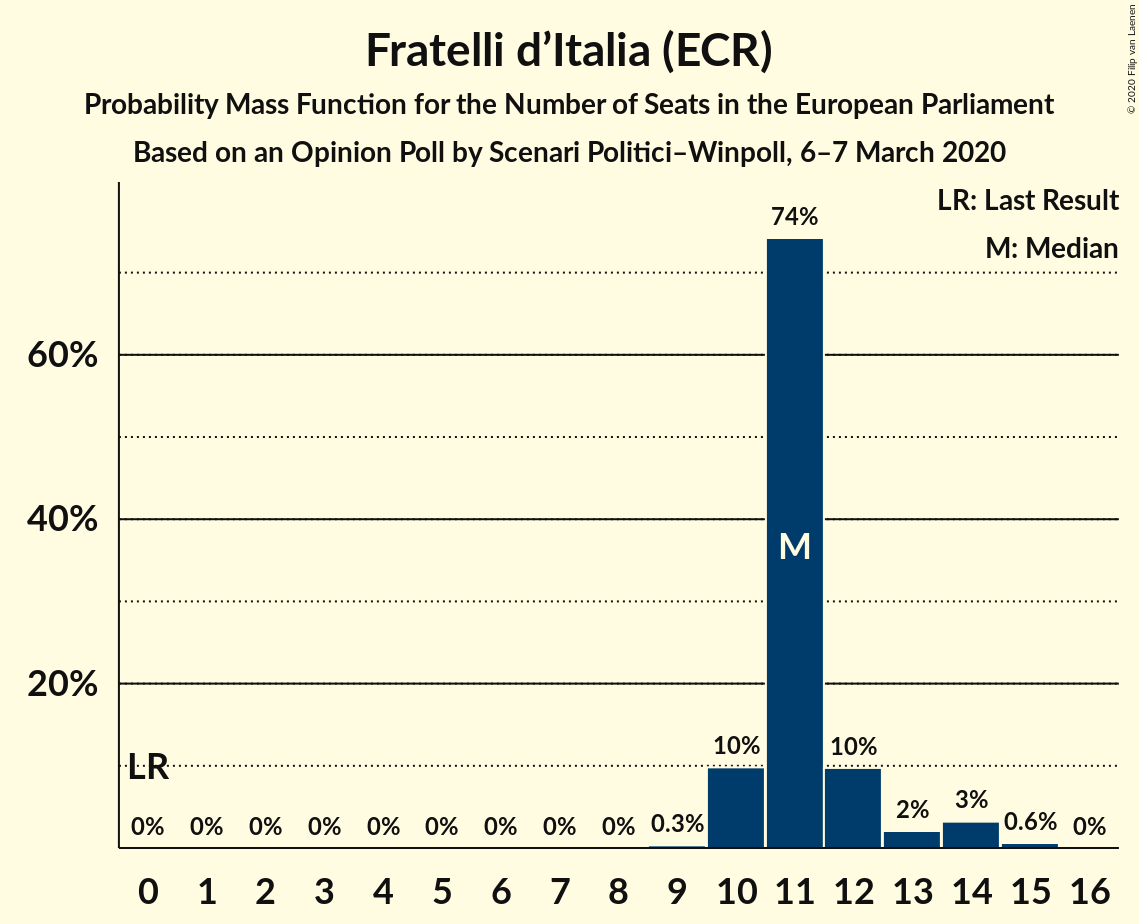 Fratelli d’Italia (ECR)
Probability Mass Function for the Number of Seats in the European Parliament
Based on an Opinion Poll by Scenari Politici–Winpoll, 6–7 March 2020
© 2020 Filip van Laenen
LR: Last Result
M: Median
74%
60%
40%
M
20%
LR
10% 10%
0% 0% 0% 0% 0% 0% 0% 0% 0% 0.3% 2% 3% 0.6% 0%
0 1 2 3 4 5 6 7 8 9 10 11 12 13 14 15 16